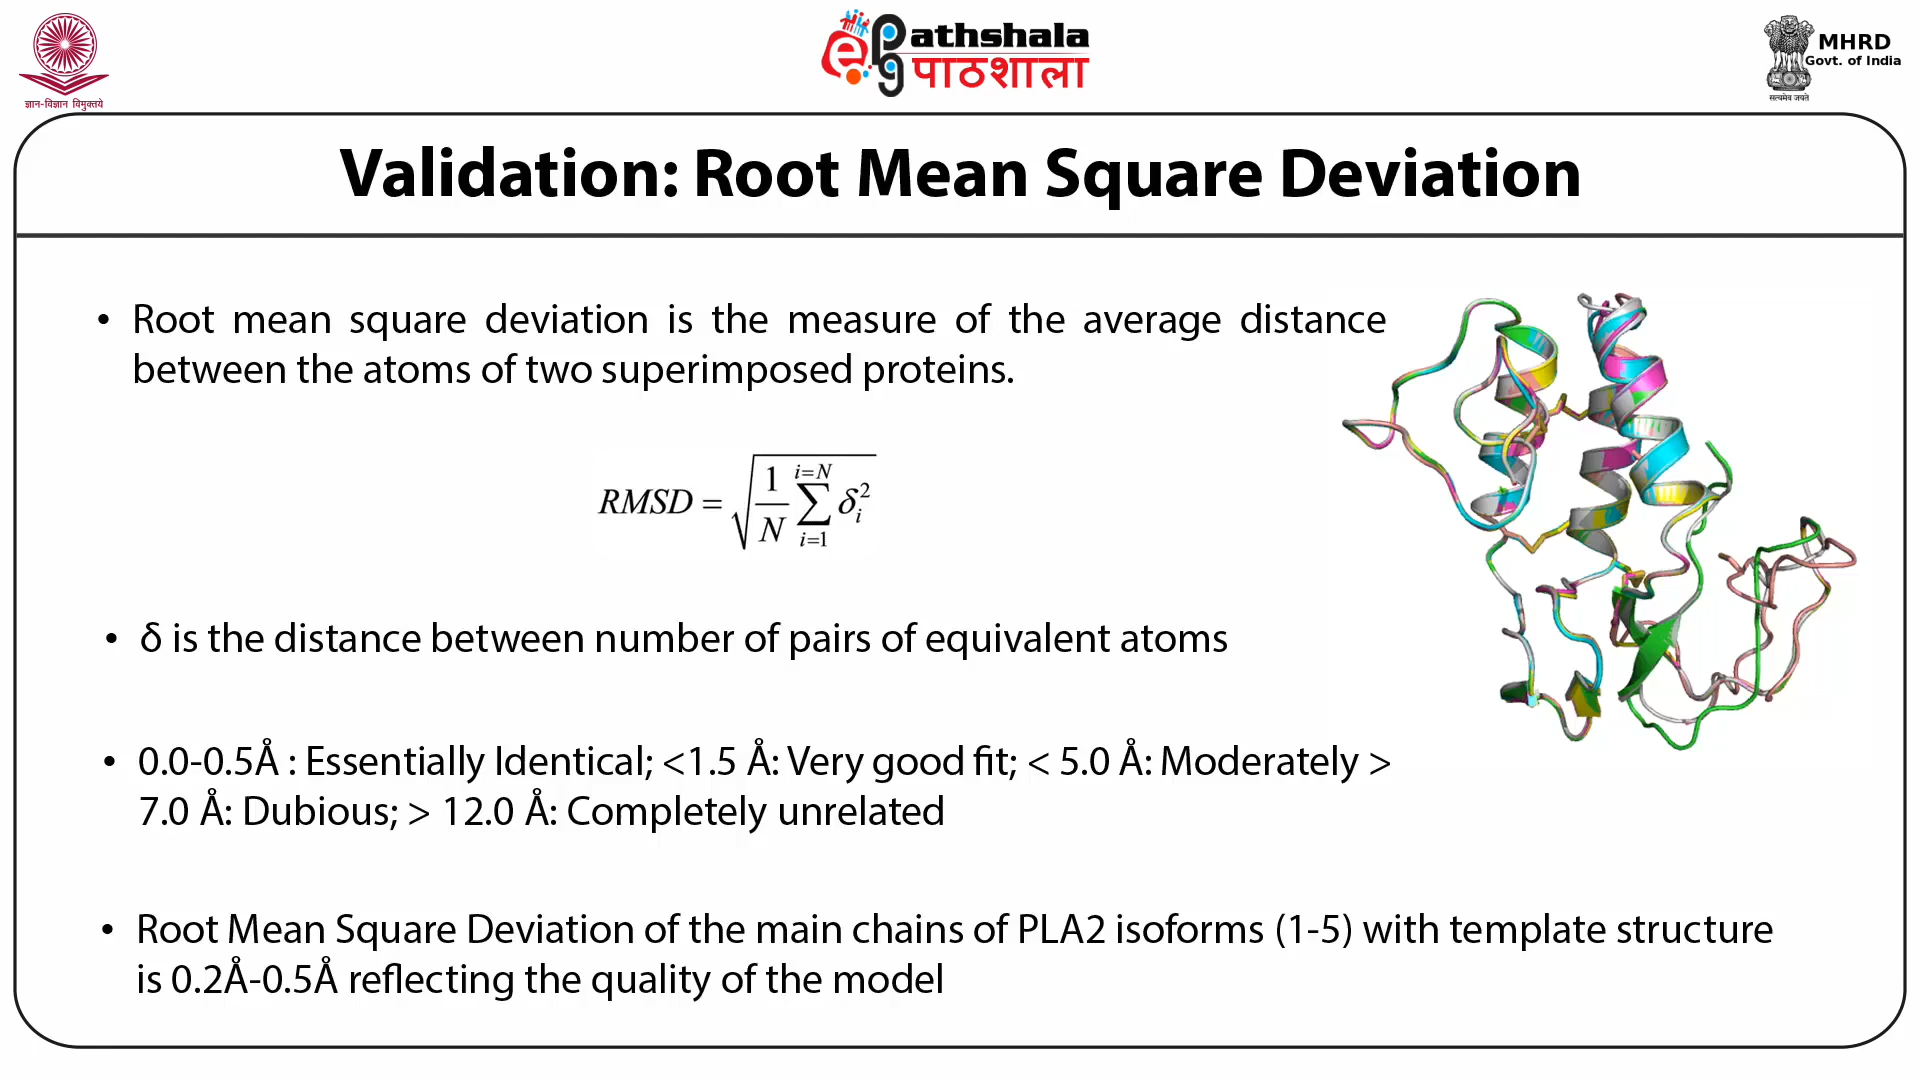 ज्ञान-विज्ञान विमुक्तये
ePathshala
पाठशाला
MHRD
Govt. of India
सत्यमेव जयते
Validation: Root Mean Square Deviation
• Root mean square deviation is the measure of the average distance
between the atoms of two superimposed proteins.
RMSD = √(1/N ∑_{i=1}^{i=N} δ_i^2)
• δ is the distance between number of pairs of equivalent atoms
• 0.0-0.5Å : Essentially Identical; <1.5 Å: Very good fit; < 5.0 Å: Moderately >
7.0 Å: Dubious; > 12.0 Å: Completely unrelated
• Root Mean Square Deviation of the main chains of PLA2 isoforms (1-5) with template structure
is 0.2Å-0.5Å reflecting the quality of the model